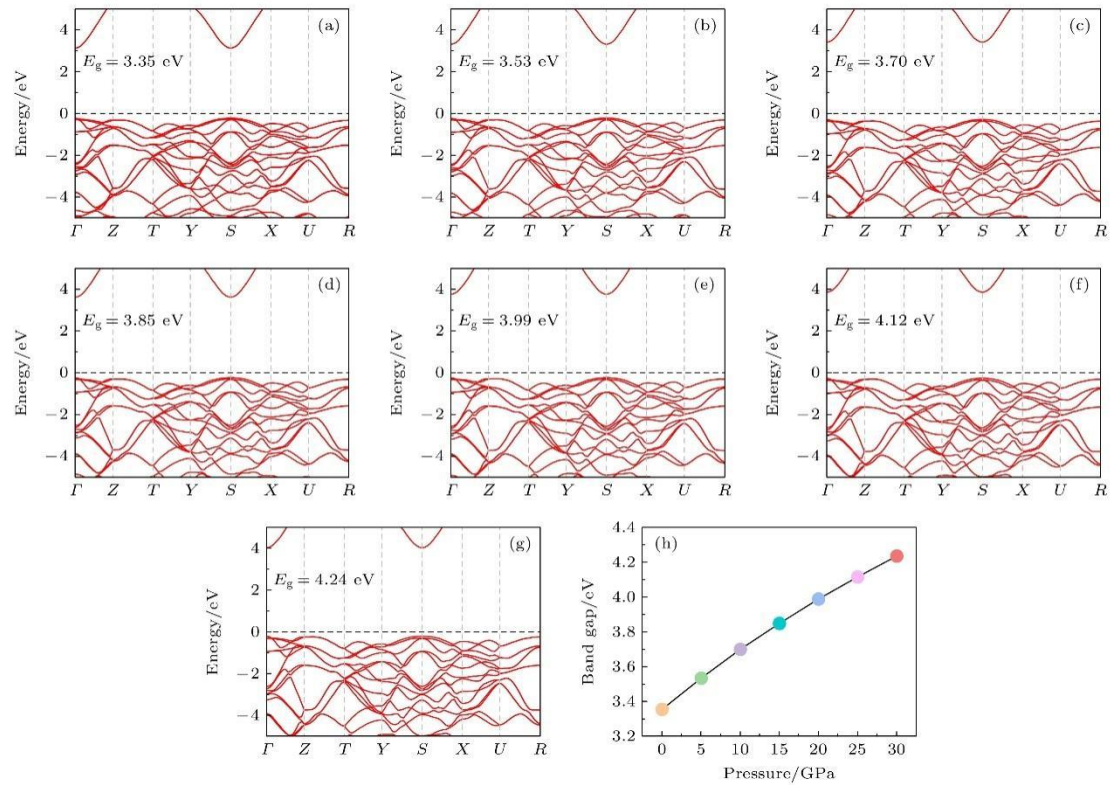 (a)
Energy/eV
4
2
0
−2
−4
E_g = 3.35 eV
Γ Z T Y S X U R
(b)
Energy/eV
4
2
0
−2
−4
E_g = 3.53 eV
Γ Z T Y S X U R
(c)
Energy/eV
4
2
0
−2
−4
E_g = 3.70 eV
Γ Z T Y S X U R
(d)
Energy/eV
4
2
0
−2
−4
E_g = 3.85 eV
Γ Z T Y S X U R
(e)
Energy/eV
4
2
0
−2
−4
E_g = 3.99 eV
Γ Z T Y S X U R
(f)
Energy/eV
4
2
0
−2
−4
E_g = 4.12 eV
Γ Z T Y S X U R
(g)
Energy/eV
4
2
0
−2
−4
E_g = 4.24 eV
Γ Z T Y S X U R
(h)
Band gap/eV
4.4
4.2
4.0
3.8
3.6
3.4
3.2
0 5 10 15 20 25 30
Pressure/GPa